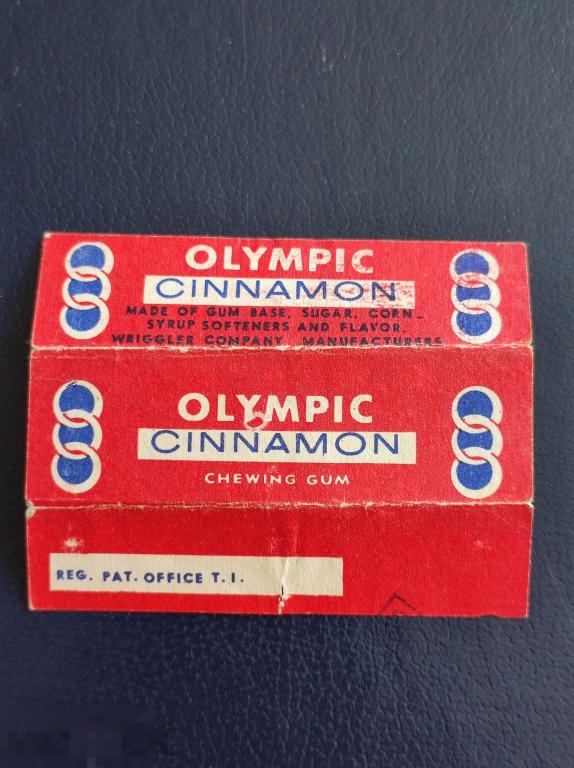 OLYMPIC
CINNAMON
MADE OF GUM BASE, SUGAR, CORN_
SYRUP SOFTENERS AND FLAVOR.
WRIGGLER COMPANY, MANUFACTURERS
OLYMPIC
CINNAMON
CHEWING GUM
REG. PAT. OFFICE T. I.